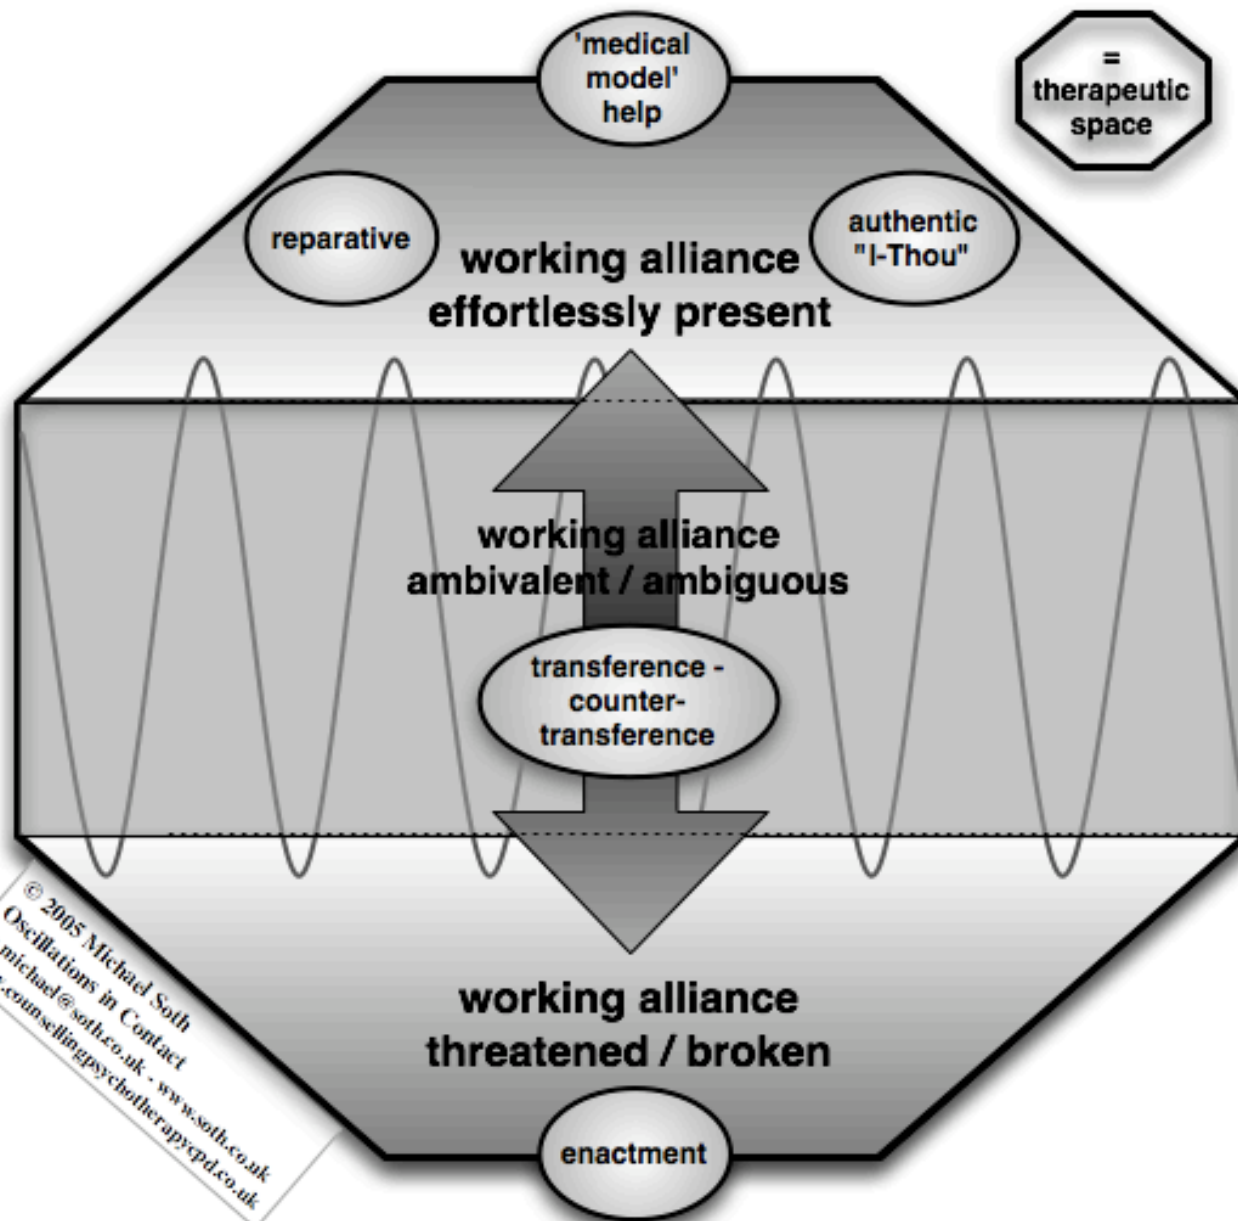 'medical
model'
help
=
therapeutic
space
reparative
authentic
"I-Thou"
working alliance
effortlessly present
working alliance
ambivalent / ambiguous
transference -
counter-
transference
working alliance
threatened / broken
enactment
© 2005 Michael Soth
Oscillations in Contact
michael@soth.co.uk - www.soth.co.uk
.counsellingpsychotherapycpd.co.uk